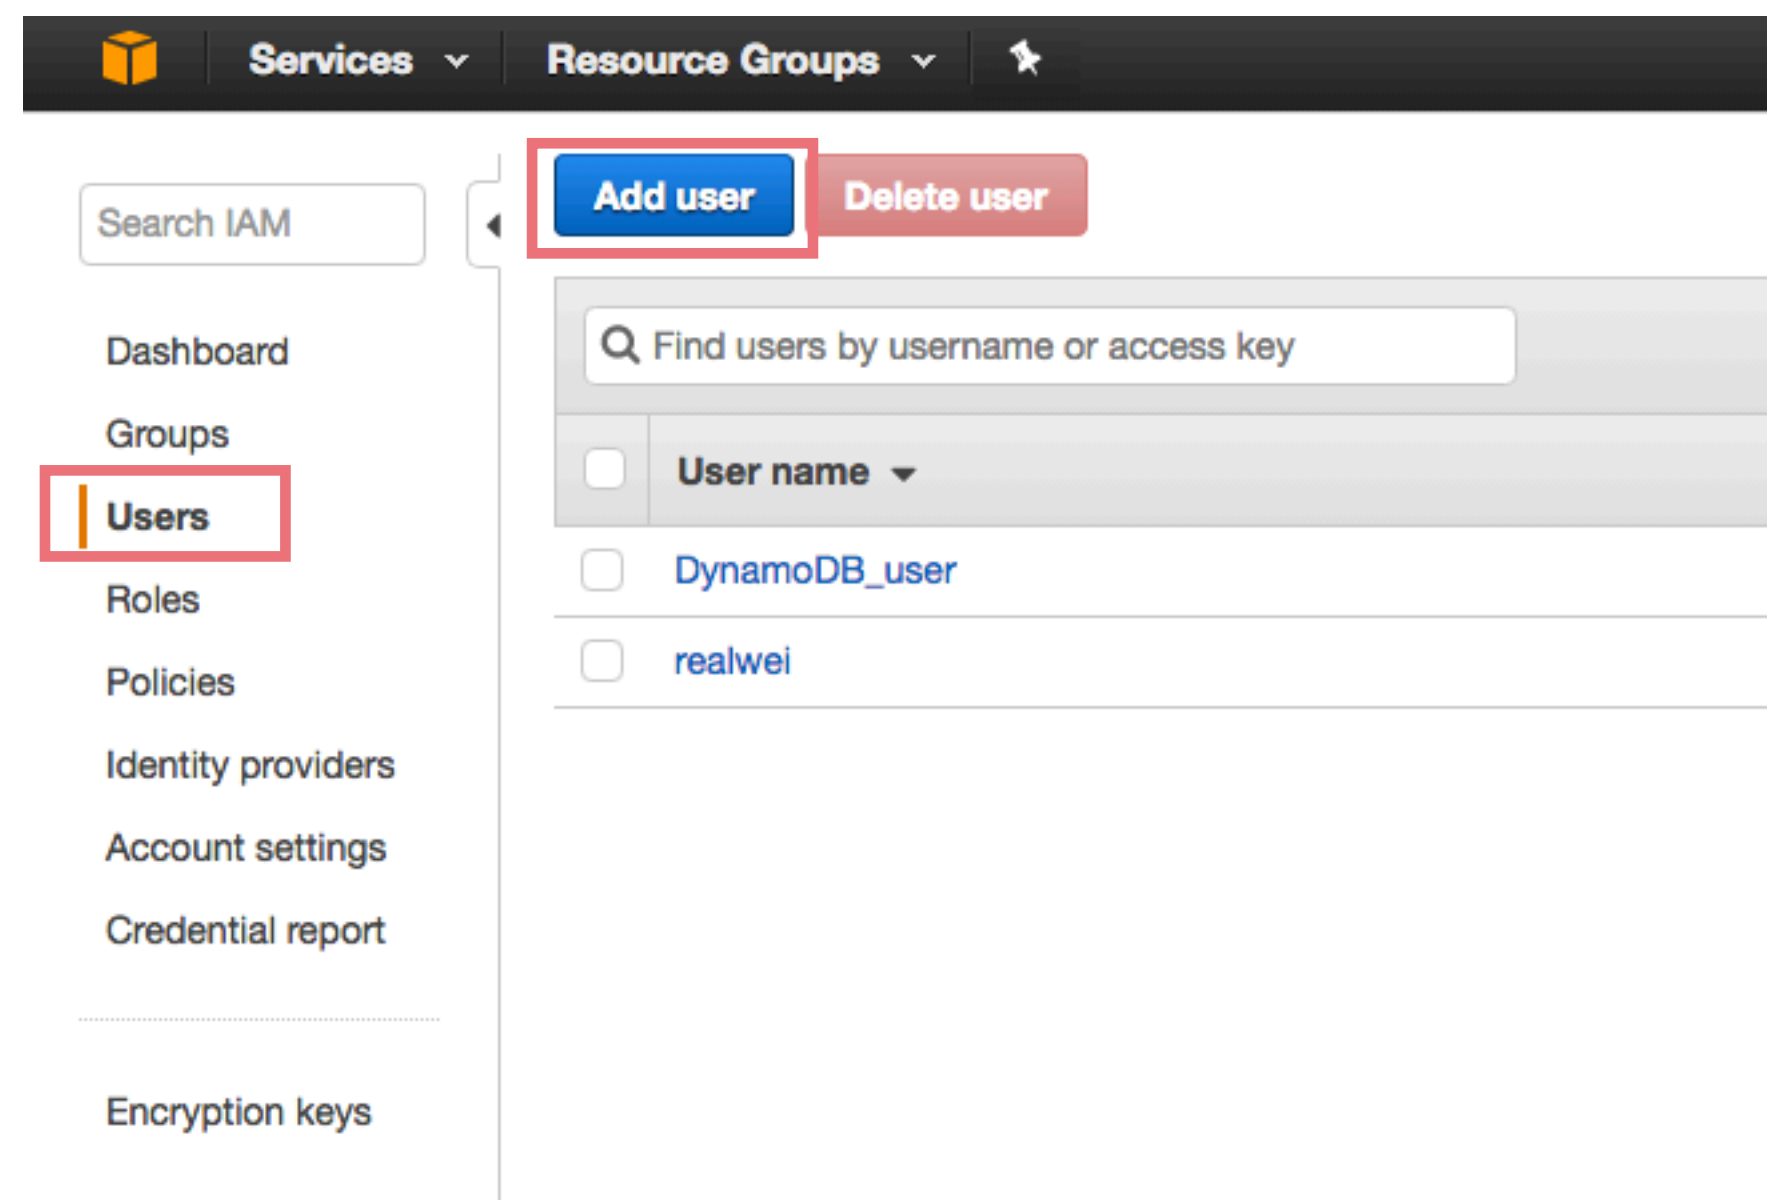 Services
Resource Groups
Search IAM
Add user
Delete user
Dashboard
Groups
Users
Roles
Policies
Identity providers
Account settings
Credential report
Encryption keys
Find users by username or access key
User name
DynamoDB_user
realwei